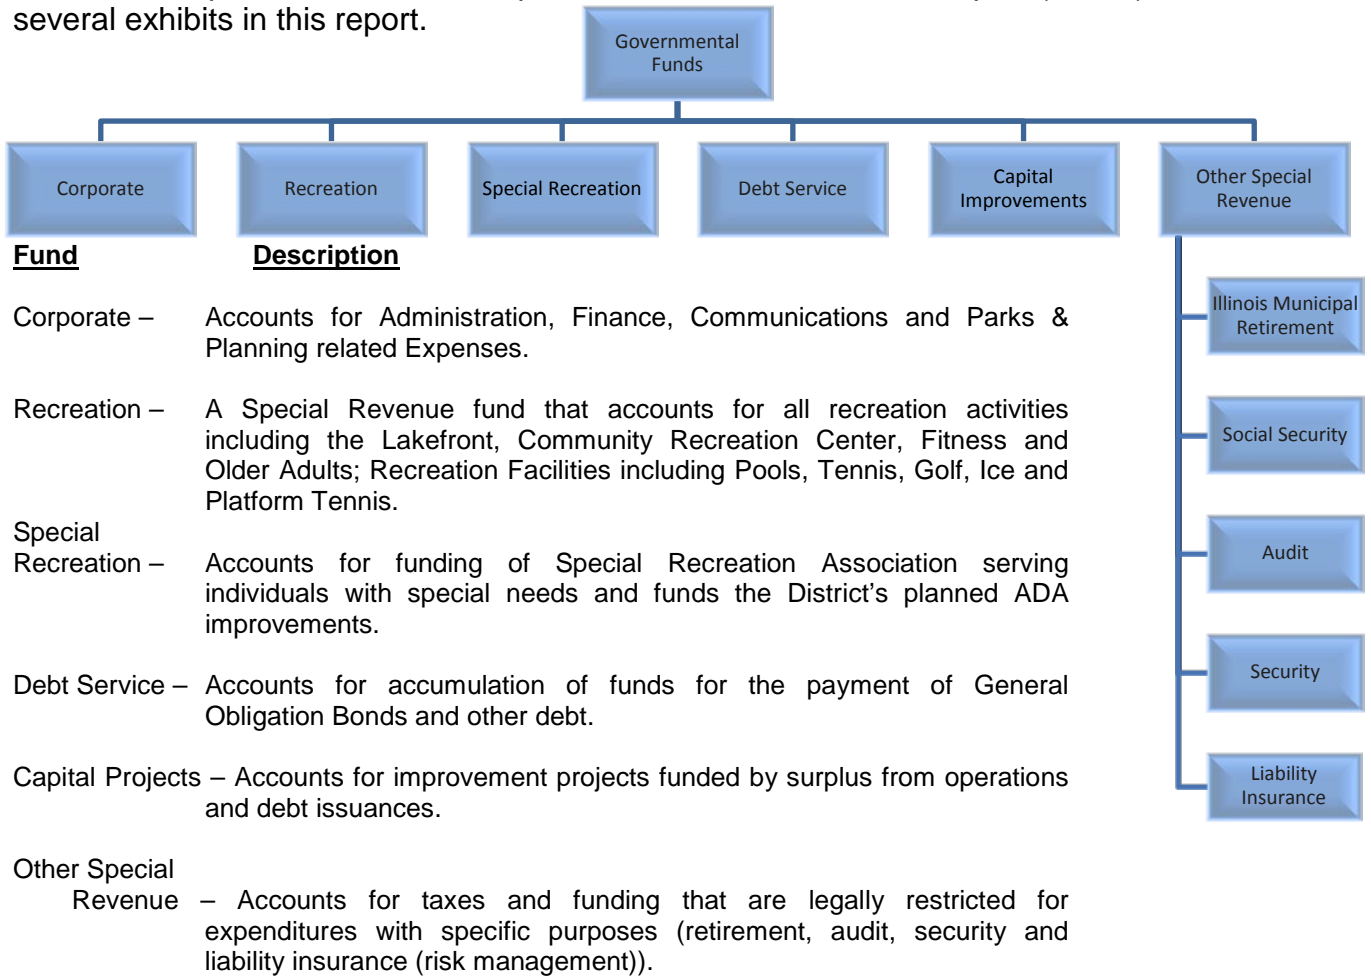 several exhibits in this report.
Governmental
Funds
Corporate
Recreation
Special Recreation
Debt Service
Capital
Improvements
Other Special
Revenue
Illinois Municipal
Retirement
Social Security
Audit
Security
Liability
Insurance
Fund Description
Corporate – Accounts for Administration, Finance, Communications and Parks &
Planning related Expenses.
Recreation – A Special Revenue fund that accounts for all recreation activities
including the Lakefront, Community Recreation Center, Fitness and
Older Adults; Recreation Facilities including Pools, Tennis, Golf, Ice and
Platform Tennis.
Special
Recreation – Accounts for funding of Special Recreation Association serving
individuals with special needs and funds the District’s planned ADA
improvements.
Debt Service – Accounts for accumulation of funds for the payment of General
Obligation Bonds and other debt.
Capital Projects – Accounts for improvement projects funded by surplus from operations
and debt issuances.
Other Special
Revenue – Accounts for taxes and funding that are legally restricted for
expenditures with specific purposes (retirement, audit, security and
liability insurance (risk management)).